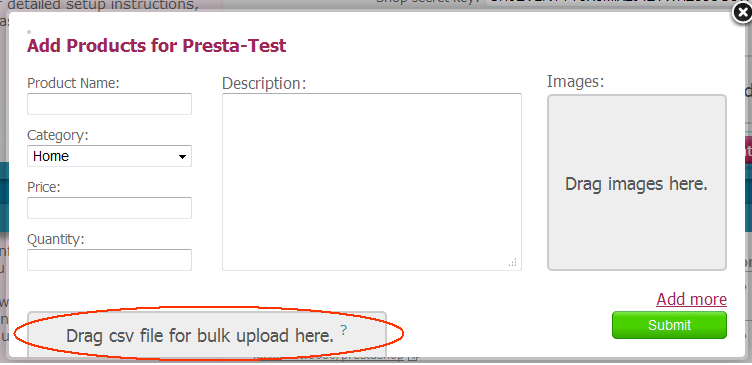 r detailed setup instructions,
Shop secret key:
Add Products for Presta-Test
Product Name:
Description:
Images:
Category:
Home
Drag images here.
Price:
Quantity:
Add more
Submit
Drag csv file for bulk upload here. ?